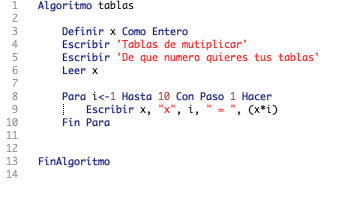 1 Algoritmo tablas
2
3 Definir x Como Entero
4 Escribir 'Tablas de mutiplicar'
5 Escribir 'De que numero quieres tus tablas'
6 Leer x
7
8 Para i<-1 Hasta 10 Con Paso 1 Hacer
9 Escribir x, "x", i, " = ", (x*i)
10 Fin Para
11
12
13 FinAlgoritmo
14